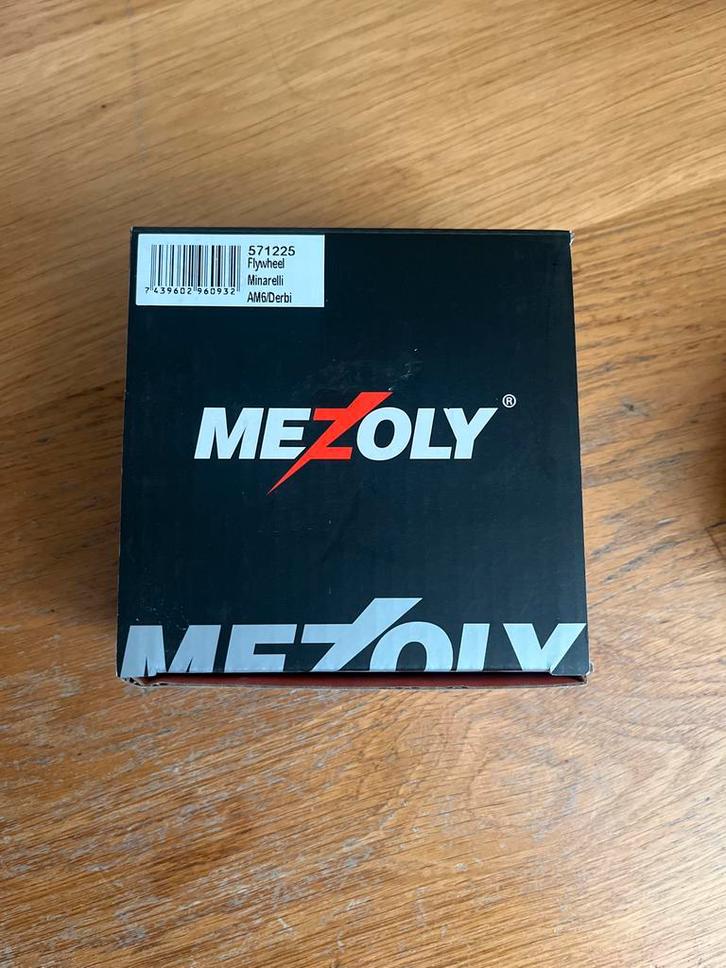 571225
Flywheel
Minarelli
AM6/Derbi
7 439602 960932
MEZOLY ®
MEZOLY